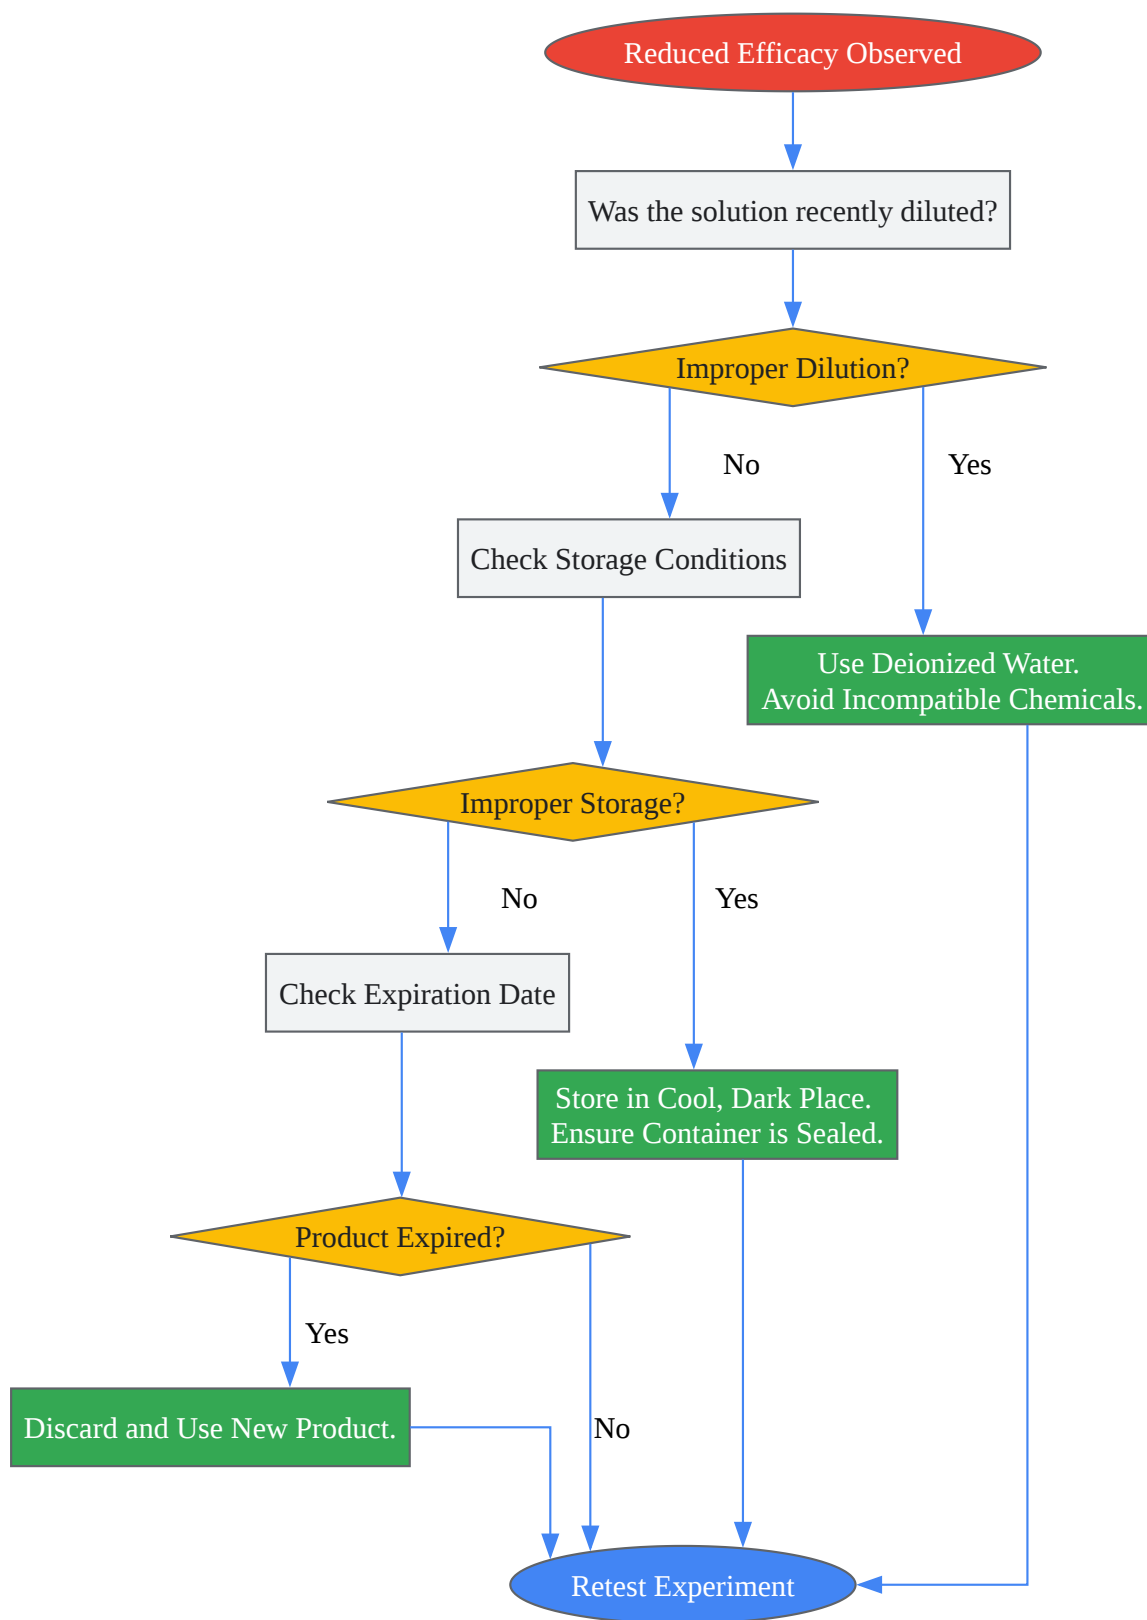 Reduced Efficacy Observed
Was the solution recently diluted?
Improper Dilution?
No
Yes
Check Storage Conditions
Use Deionized Water.
Avoid Incompatible Chemicals.
Improper Storage?
No
Yes
Check Expiration Date
Store in Cool, Dark Place.
Ensure Container is Sealed.
Product Expired?
Yes
Discard and Use New Product.
No
Retest Experiment